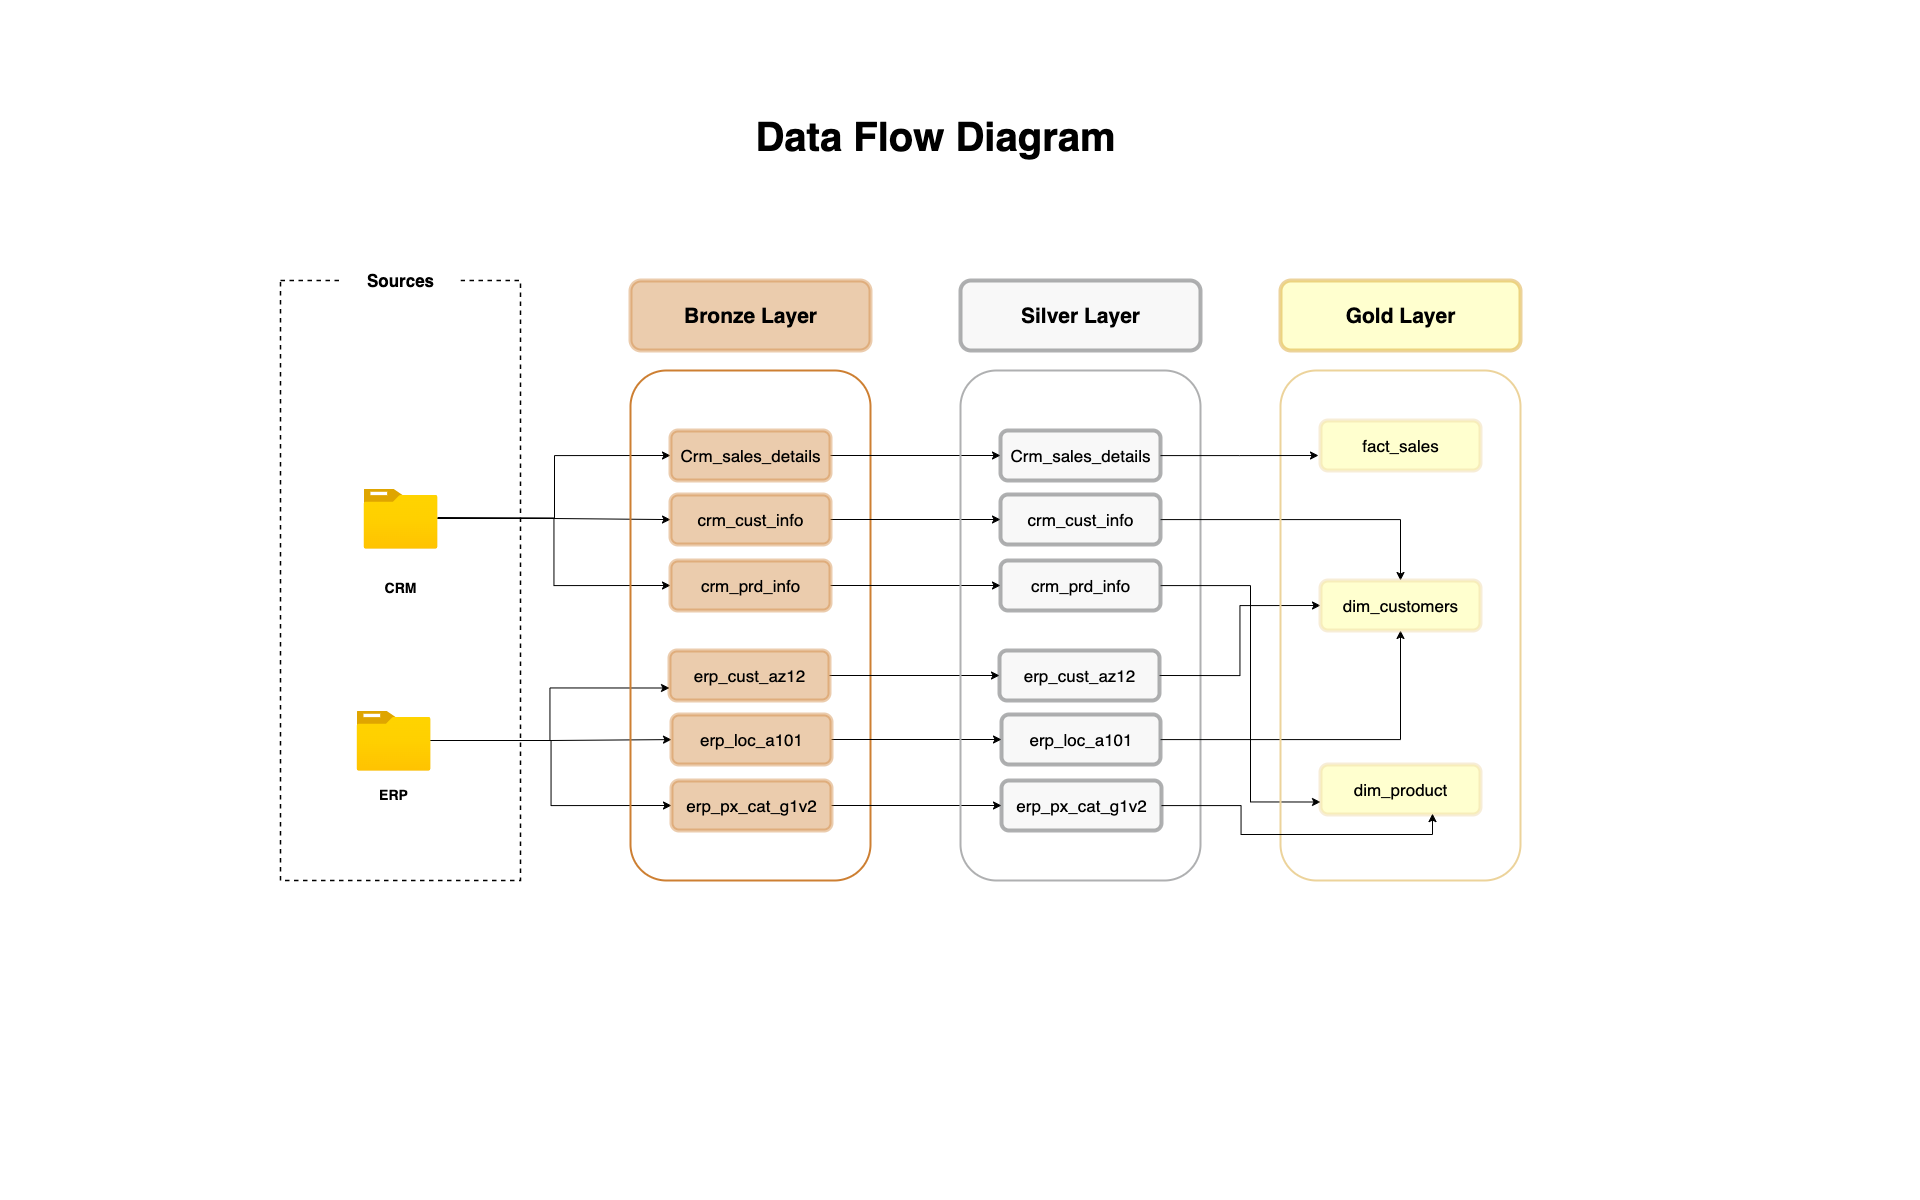 Data Flow Diagram
Sources
CRM
ERP
Bronze Layer
Crm_sales_details
crm_cust_info
crm_prd_info
erp_cust_az12
erp_loc_a101
erp_px_cat_g1v2
Silver Layer
Crm_sales_details
crm_cust_info
crm_prd_info
erp_cust_az12
erp_loc_a101
erp_px_cat_g1v2
Gold Layer
fact_sales
dim_customers
dim_product